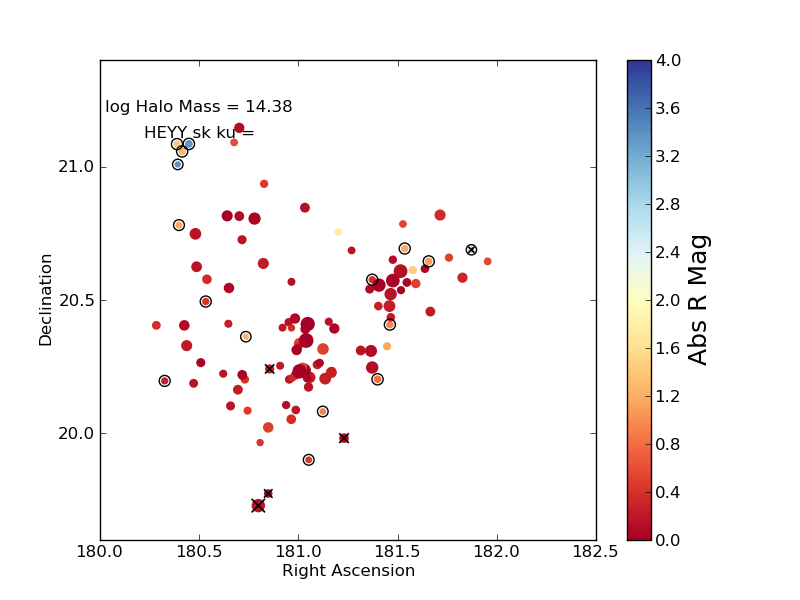 log Halo Mass = 14.38
HEYY sk ku =
21.0
20.5
20.0
Declination
180.0 180.5 181.0 181.5 182.0 182.5
Right Ascension
4.0
3.6
3.2
2.8
2.4
2.0
1.6
1.2
0.8
0.4
0.0
Abs R Mag